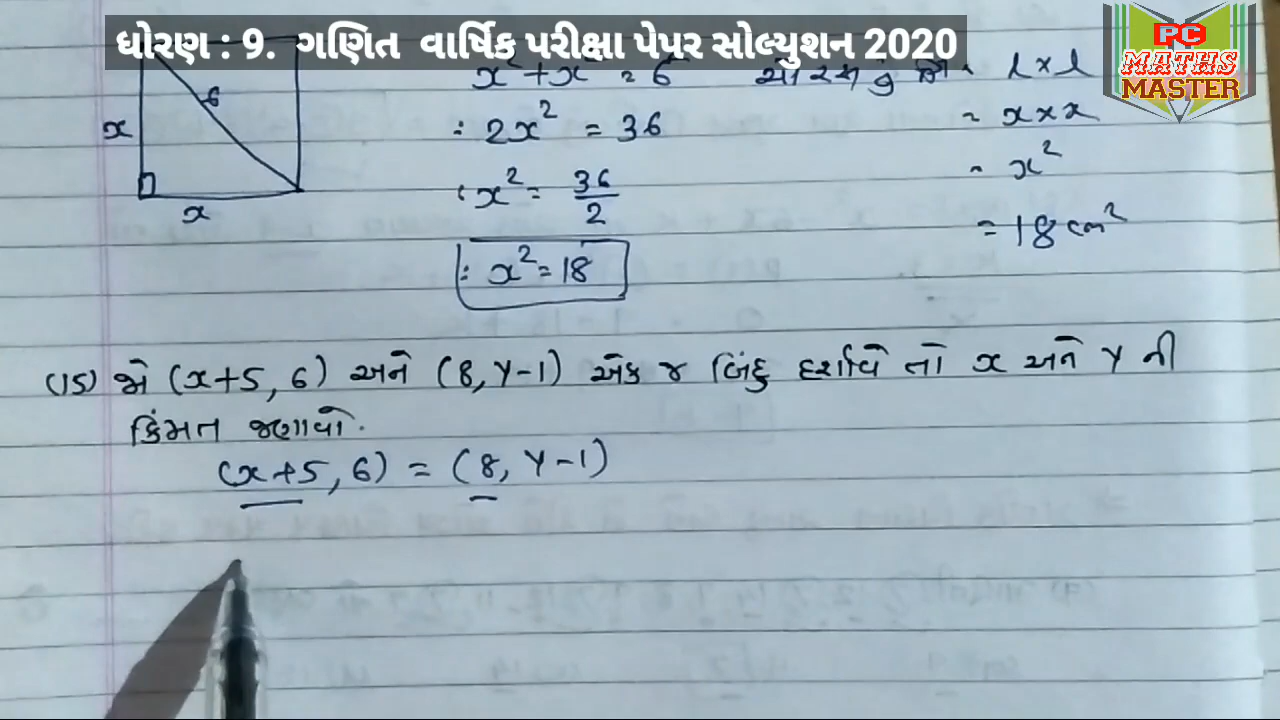 ધોરણ : 9. ગણિત વાર્ષિક પરીક્ષા પેપર સોલ્યુશન 2020
PC
MATHS
MASTER
x
6
x
x²+x² = 6²
∴ 2x² = 36
∴ x² = 36/2
∴ x² = 18
= l×l
= x×x
= x²
= 18 cm²
(15) જો (x+5, 6) અને (8, Y-1) એક જ બિંદુ દર્શાવે તો x અને Y ની
કિંમત જણાવો.
(x+5, 6) = (8, Y-1)